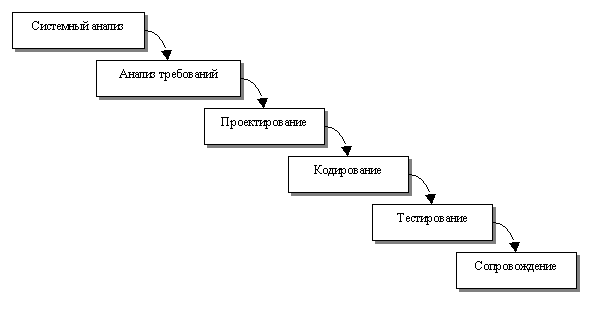 Системный анализ
Анализ требований
Проектирование
Кодирование
Тестирование
Сопровождение